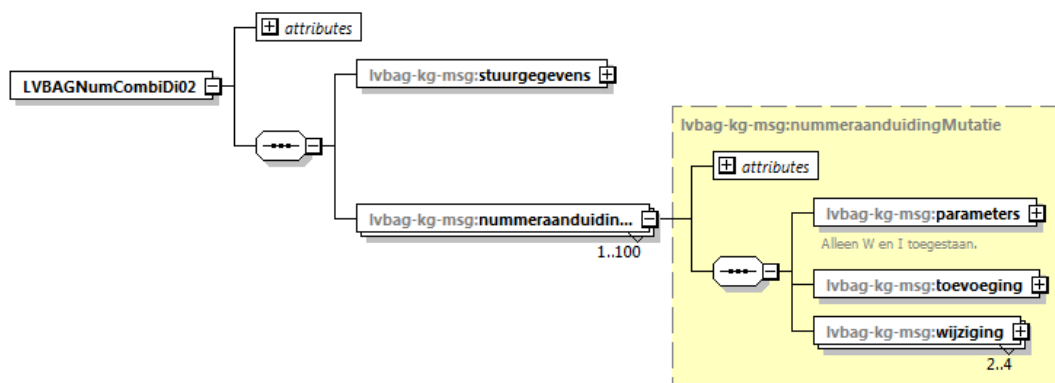 attributes
LVBAGNumCombiDi02
lvbag-kg-msg:stuurgegevens
lvbag-kg-msg:nummeraanduidin...
1..100
lvbag-kg-msg:nummeraanduidingMutatie
attributes
lvbag-kg-msg:parameters
Alleen W en I toegestaan.
lvbag-kg-msg:toevoeging
lvbag-kg-msg:wijziging
2..4